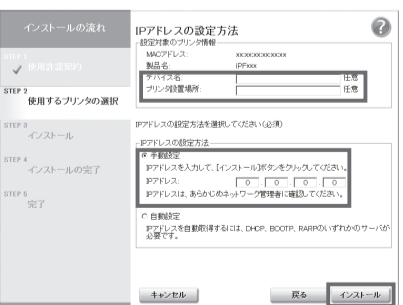 インストールの流れ
STEP 1
使用許諾契約
STEP 2
使用するプリンタの選択
STEP 3
インストール
STEP 4
インストールの完了
STEP 5
完了
IPアドレスの設定方法
?
設定対象のプリンタ情報
MACアドレス: xx:xx:xx:xx:xx:xx
製品名: iPFxxx
デバイス名 任意
プリンタ設置場所: 任意
IPアドレスの設定方法を選択してください(必須)
IPアドレスの設定方法
手動設定
IPアドレスを入力して、[インストール]ボタンをクリックしてください。
IPアドレス: 0 . 0 . 0 . 0
IPアドレスは、あらかじめネットワーク管理者に確認してください。
自動設定
IPアドレスを自動取得するには、DHCP、BOOTP、RARPのいずれかのサーバが
必要です。
キャンセル
戻る
インストール